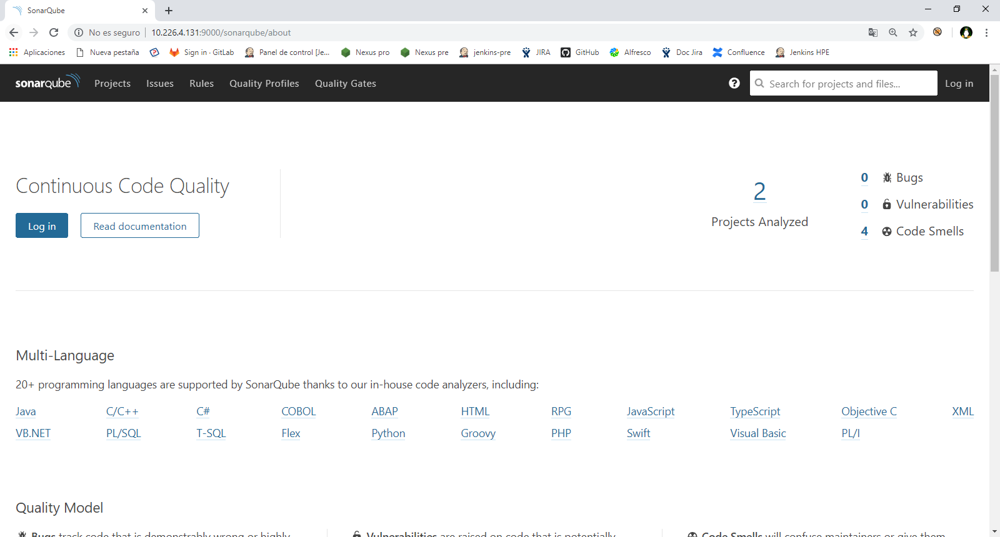 SonarQube
No es seguro | 10.226.4.131:9000/sonarqube/about
Aplicaciones Nueva pestaña Sign in · GitLab Panel de control [Je... Nexus pro Nexus pre jenkins-pre JIRA GitHub Alfresco Doc Jira Confluence Jenkins HPE
sonarqube Projects Issues Rules Quality Profiles Quality Gates Search for projects and files... Log in
Continuous Code Quality
Log in Read documentation
2
Projects Analyzed
0 Bugs
0 Vulnerabilities
4 Code Smells
Multi-Language
20+ programming languages are supported by SonarQube thanks to our in-house code analyzers, including:
Java C/C++ C# COBOL ABAP HTML RPG JavaScript TypeScript Objective C XML
VB.NET PL/SQL T-SQL Flex Python Groovy PHP Swift Visual Basic PL/I
Quality Model
Bugs track code that is demonstrably wrong or highly Vulnerabilities are raised on code that is potentially Code Smells will confuse maintainers or give them